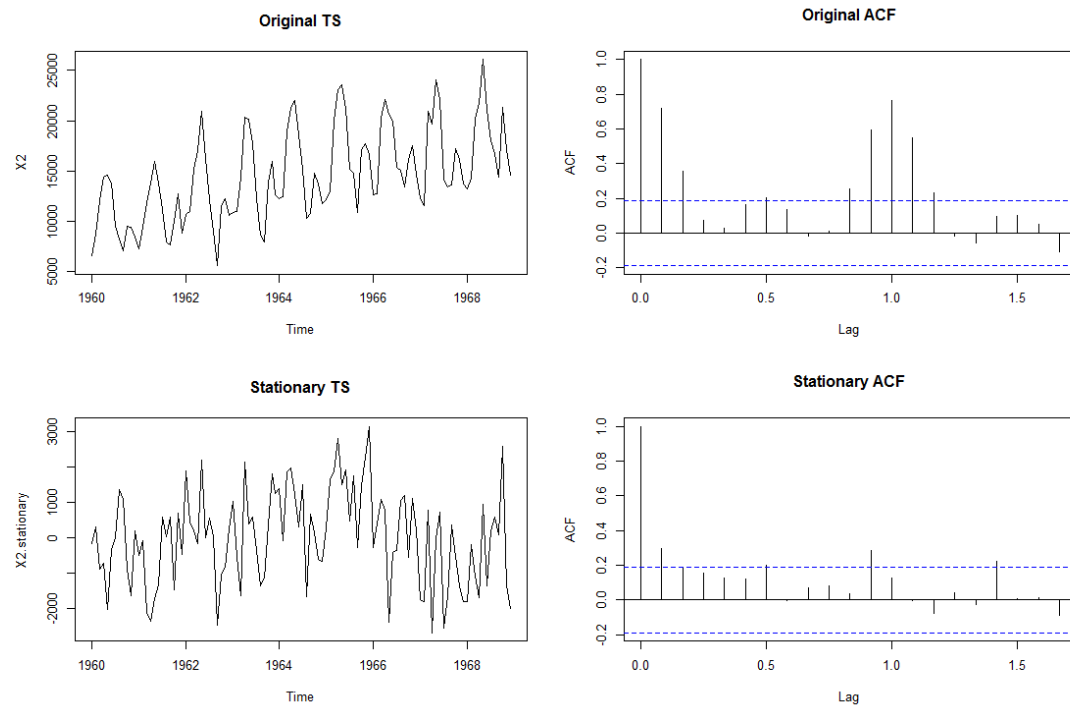 Original TS
X2
25000
20000
15000
10000
5000
1960 1962 1964 1966 1968
Time
Original ACF
ACF
1.0
0.8
0.6
0.4
0.2
0.0
-0.2
0.0 0.5 1.0 1.5
Lag
Stationary TS
X2.stationary
3000
0
-2000
1960 1962 1964 1966 1968
Time
Stationary ACF
ACF
1.0
0.8
0.6
0.4
0.2
0.0
-0.2
0.0 0.5 1.0 1.5
Lag